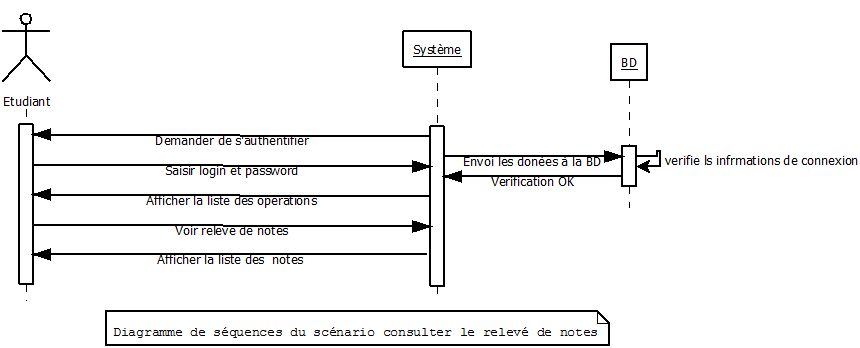 Système
BD
Etudiant
Demander de s'authentifier
Envoi les donées à la BD
verifie ls infrmations de connexion
Saisir login et password
Verification OK
Afficher la liste des operations
Voir releve de notes
Afficher la liste des notes
Diagramme de séquences du scénario consulter le relevé de notes